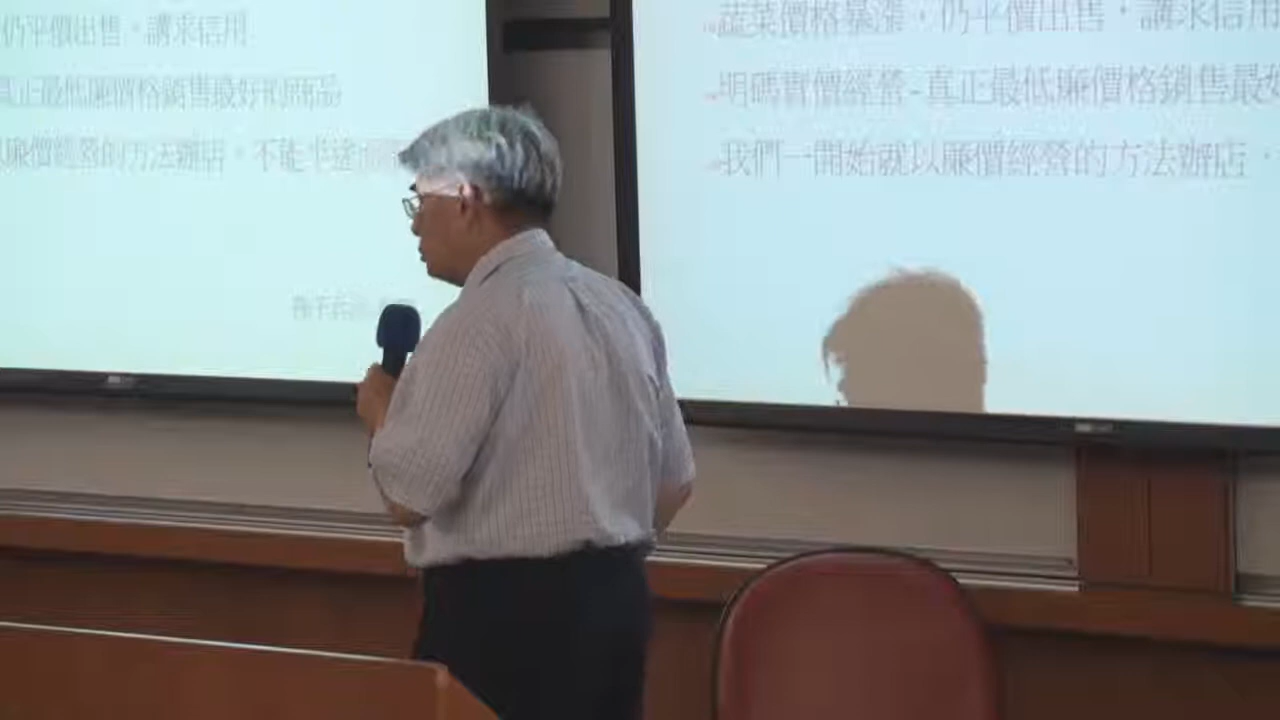 仍平價出售，講求信用
真正最低廉價格銷售最好的商品
以廉價經營的方法辦店，不能半途
蔬菜價格暴漲，仍平價出售，講求信用
明碼實價經營-真正最低廉價格銷售最好
我們一開始就以廉價經營的方法辦店，